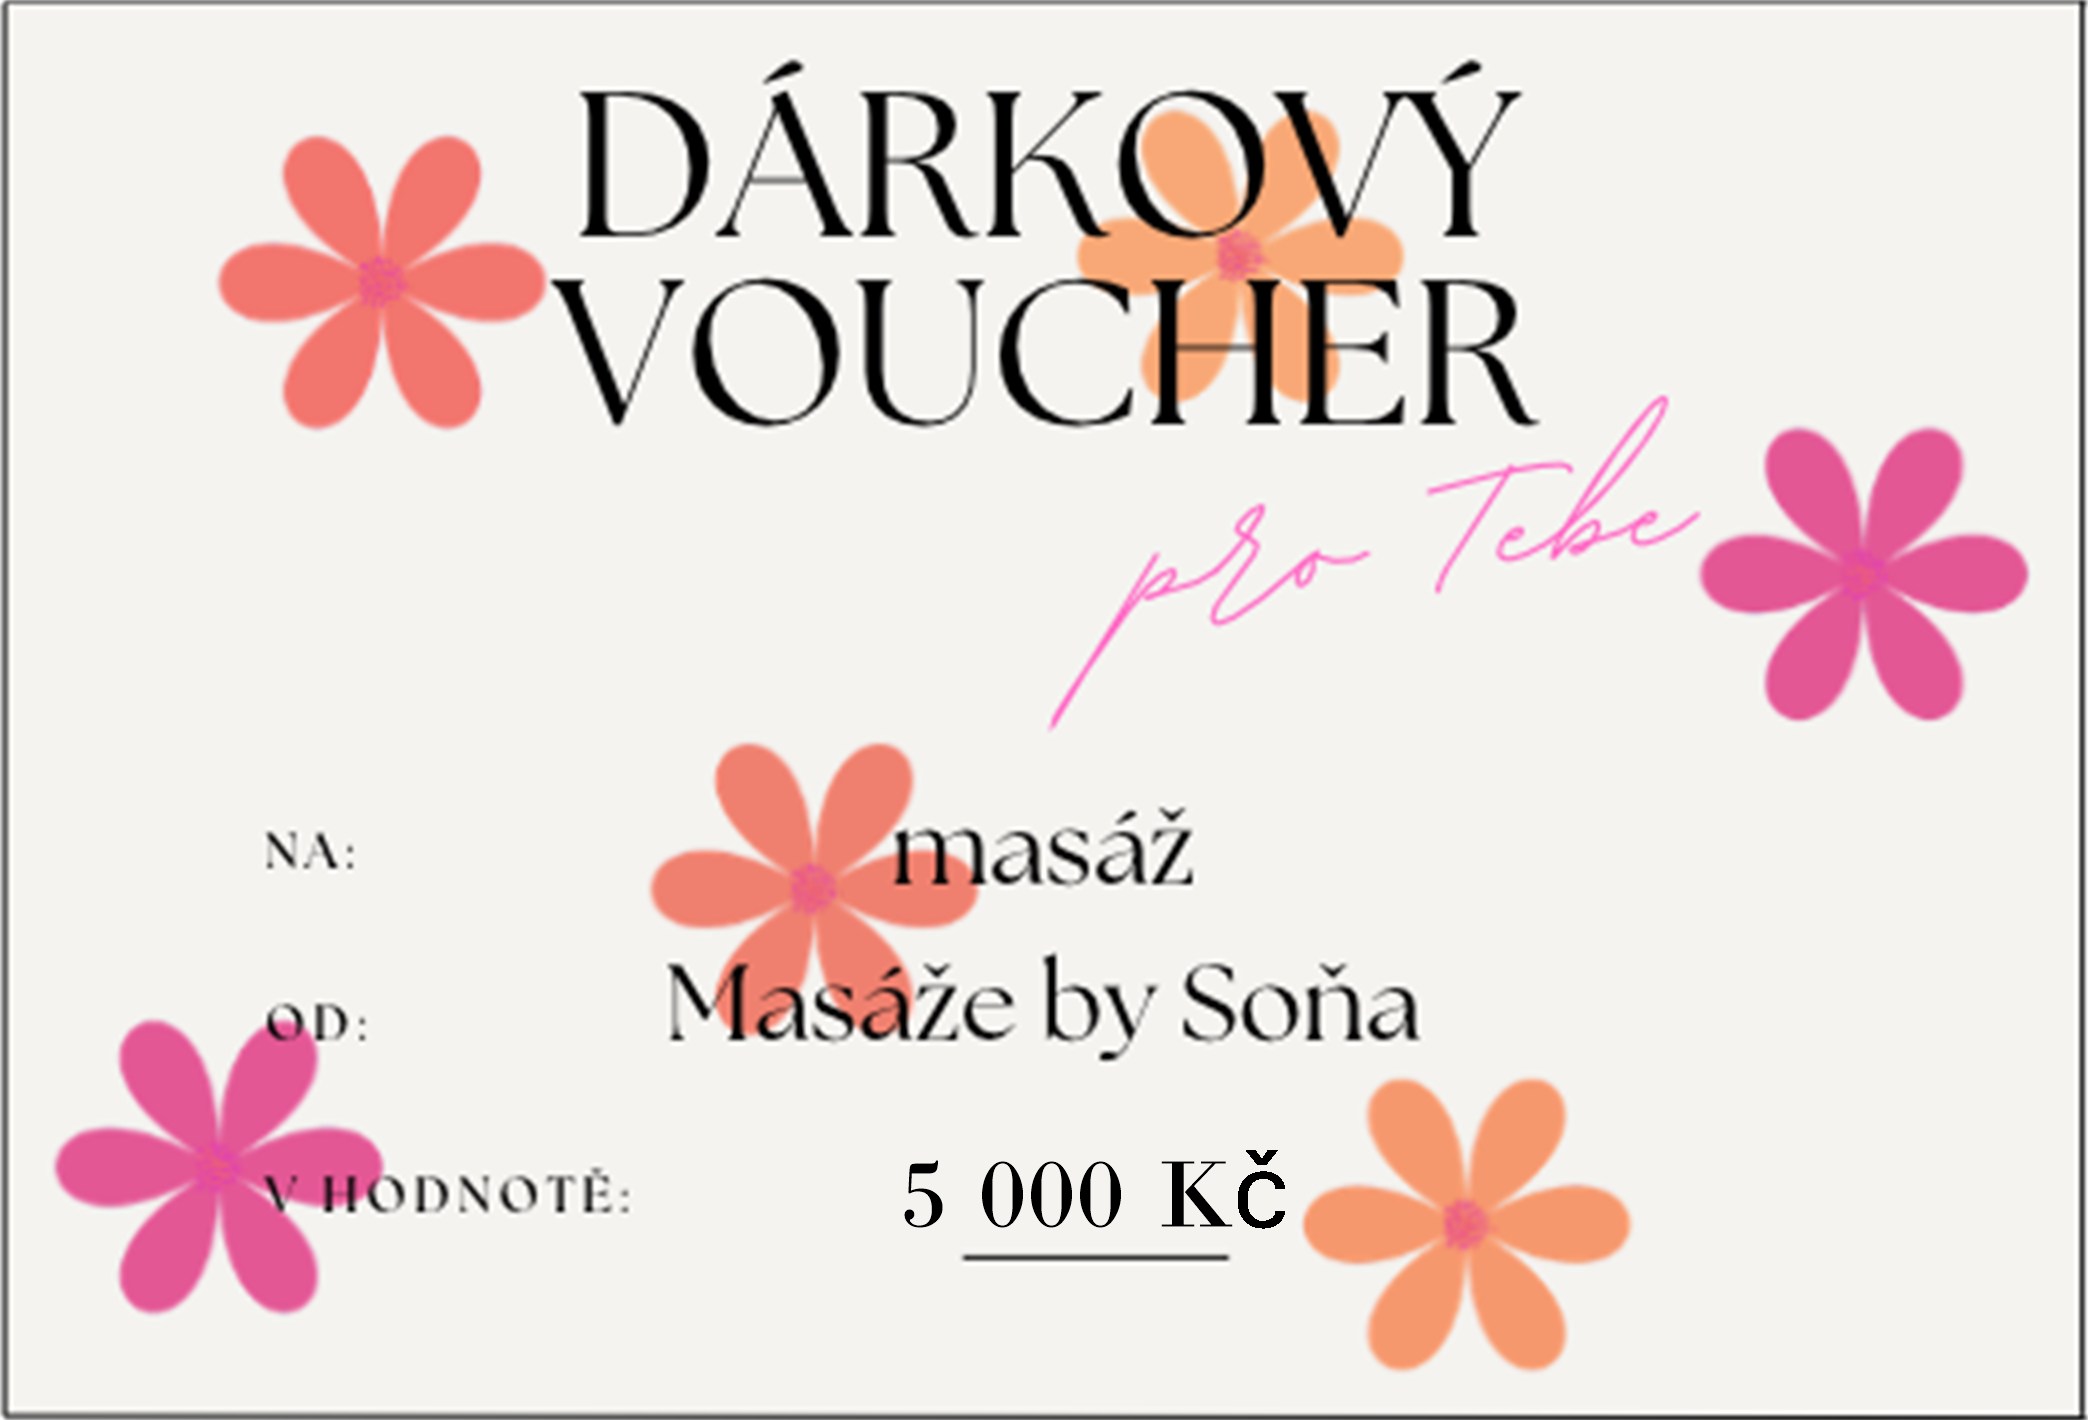 DÁRKOVÝ
VOUCHER
pro Tebe
NA: masáž
OD: Masáže by Soňa
V HODNOTĚ: 5 000 Kč